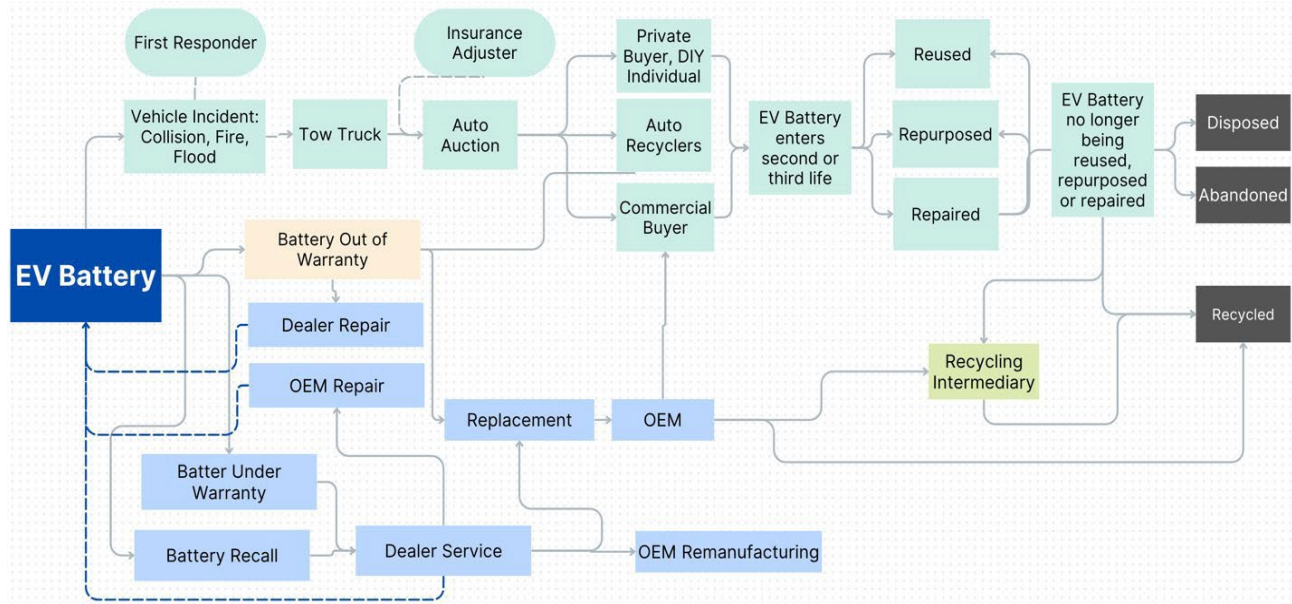 First Responder
Insurance
Adjuster
Private
Buyer, DIY
Individual
Reused
Vehicle Incident:
Collision, Fire,
Flood
Tow Truck
Auto
Auction
Auto
Recyclers
EV Battery
enters
second or
third life
Repurposed
EV Battery
no longer
being
reused,
repurposed
or repaired
Disposed
Abandoned
Commercial
Buyer
Repaired
EV Battery
Battery Out of
Warranty
Dealer Repair
Recycled
OEM Repair
Recycling
Intermediary
Replacement
OEM
Batter Under
Warranty
Battery Recall
Dealer Service
OEM Remanufacturing